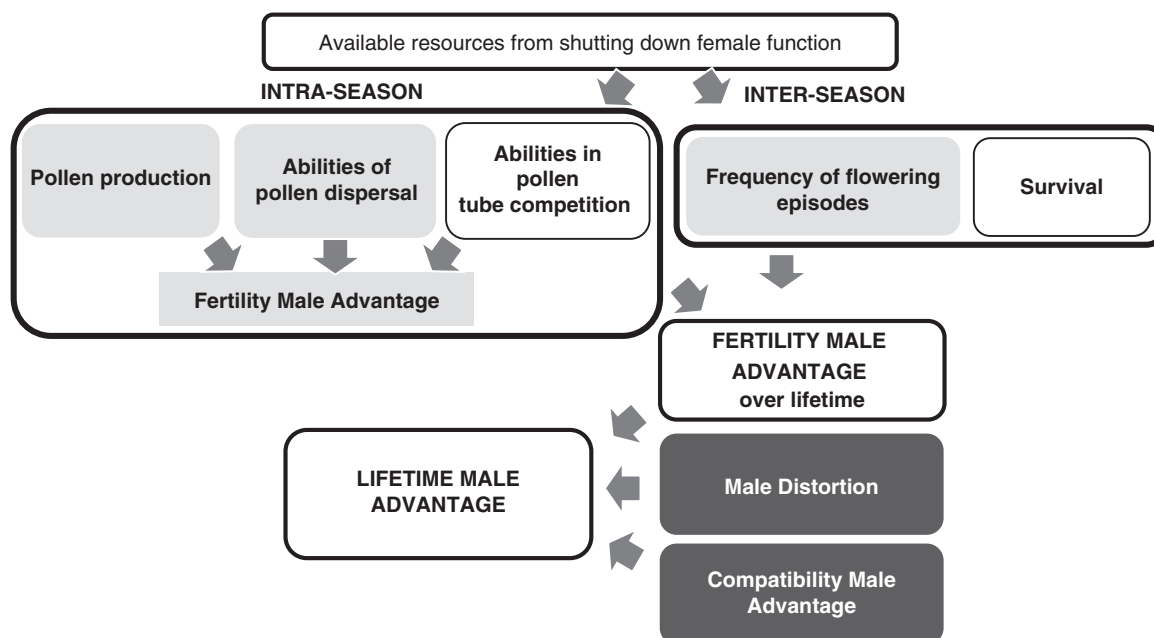 Available resources from shutting down female function
INTRA-SEASON
INTER-SEASON
Pollen production
Abilities of
pollen dispersal
Abilities in
pollen
tube competition
Fertility Male Advantage
Frequency of flowering
episodes
Survival
FERTILITY MALE
ADVANTAGE
over lifetime
LIFETIME MALE
ADVANTAGE
Male Distortion
Compatibility Male
Advantage